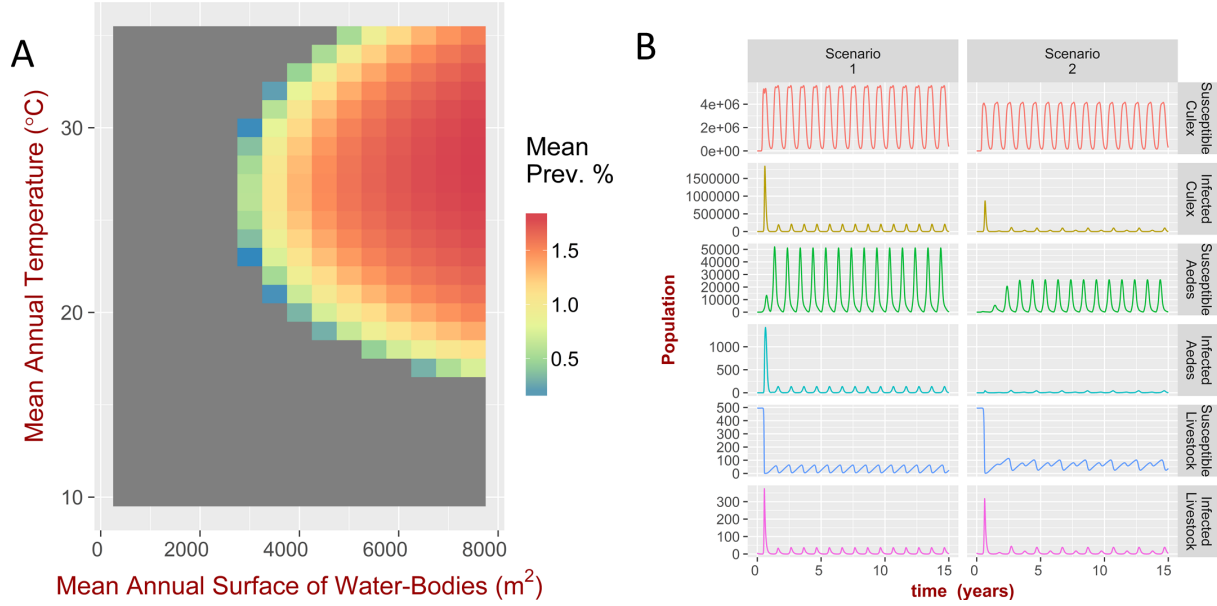 A
Mean Annual Temperature (°C)
30
20
10
0
2000
4000
6000
8000
Mean Annual Surface of Water-Bodies (m²)
Mean
Prev. %
1.5
1.0
0.5
B
Scenario
1
Scenario
2
Population
4e+06
2e+06
0e+00
Susceptible
Culex
1500000
1000000
500000
0
Infected
Culex
50000
40000
30000
20000
10000
0
Susceptible
Aedes
1000
500
0
Infected
Aedes
500
400
300
200
100
0
Susceptible
Livestock
300
200
100
0
Infected
Livestock
0
5
10
15
0
5
10
15
time (years)